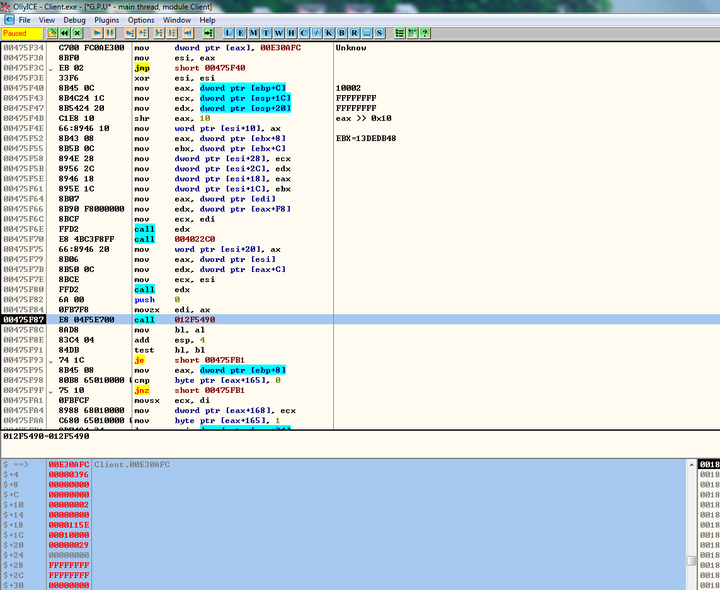 OllyICE - Client.exe - [*G.P.U* - main thread, module Client]
File View Debug Plugins Options Window Help
Paused L E M T W H C / K B R ... S ?
00475F34 C700 FC0AE300 mov dword ptr [eax], 00E30AFC Unknow
00475F3A 8BF0 mov esi, eax
00475F3C EB 02 jmp short 00475F40
00475F3E 33F6 xor esi, esi
00475F40 8B45 0C mov eax, dword ptr [ebp+C] 10002
00475F43 8B4C24 1C mov ecx, dword ptr [esp+1C] FFFFFFFF
00475F47 8B5424 20 mov edx, dword ptr [esp+20] FFFFFFFF
00475F4B C1E8 10 shr eax, 10 eax >> 0x10
00475F4E 66:8946 10 mov word ptr [esi+10], ax
00475F52 8B43 08 mov eax, dword ptr [ebx+8] EBX=13DEDB48
00475F55 8B5B 0C mov ebx, dword ptr [ebx+C]
00475F58 894E 28 mov dword ptr [esi+28], ecx
00475F5B 8956 2C mov dword ptr [esi+2C], edx
00475F5E 8946 18 mov dword ptr [esi+18], eax
00475F61 895E 1C mov dword ptr [esi+1C], ebx
00475F64 8B07 mov eax, dword ptr [edi]
00475F66 8B90 F8000000 mov edx, dword ptr [eax+F8]
00475F6C 8BCF mov ecx, edi
00475F6E FFD2 call edx
00475F70 E8 4BC3F8FF call 004022C0
00475F75 66:8946 20 mov word ptr [esi+20], ax
00475F79 8B06 mov eax, dword ptr [esi]
00475F7B 8B50 0C mov edx, dword ptr [eax+C]
00475F7E 8BCE mov ecx, esi
00475F80 FFD2 call edx
00475F82 6A 00 push 0
00475F84 0FB7F8 movzx edi, ax
00475F87 E8 04F5E700 call 012F5490
00475F8C 8AD8 mov bl, al
00475F8E 83C4 04 add esp, 4
00475F91 84DB test bl, bl
00475F93 74 1C je short 00475FB1
00475F95 8B45 08 mov eax, dword ptr [ebp+8]
00475F98 80B8 65010000 cmp byte ptr [eax+165], 0
00475F9F 75 10 jnz short 00475FB1
00475FA1 0FBFCF movsx ecx, di
00475FA4 8988 68010000 mov dword ptr [eax+168], ecx
00475FAA C680 65010000 mov byte ptr [eax+165], 1
012F5490=012F5490
$ ==> 00E30AFC Client.00E30AFC
$+4 00000396
$+8 00000000
$+C 00000000
$+10 00000002
$+14 00000000
$+18 0000115E
$+1C 00010000
$+20 00000029
$+24 00000000
$+28 FFFFFFFF
$+2C FFFFFFFF
$+30 00000000
0018
0018
0018
0018
0018
0018
0018
0018
0018
0018
0018
0018
0018